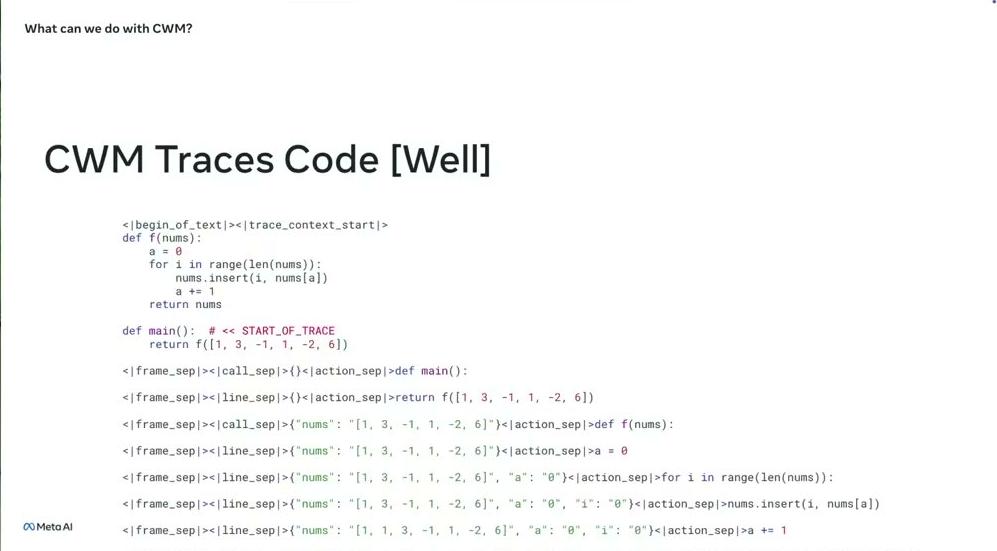 What can we do with CWM?
CWM Traces Code [Well]
<|begin_of_text|><|trace_context_start|>
def f(nums):
    a = 0
    for i in range(len(nums)):
        nums.insert(i, nums[a])
        a += 1
    return nums
def main():  # << START_OF_TRACE
    return f([1, 3, -1, 1, -2, 6])
<|frame_sep|><|call_sep|>{}<|action_sep|>def main():
<|frame_sep|><|line_sep|>{}<|action_sep|>return f([1, 3, -1, 1, -2, 6])
<|frame_sep|><|call_sep|>{"nums": "[1, 3, -1, 1, -2, 6]"}<|action_sep|>def f(nums):
<|frame_sep|><|line_sep|>{"nums": "[1, 3, -1, 1, -2, 6]"}<|action_sep|>a = 0
<|frame_sep|><|line_sep|>{"nums": "[1, 3, -1, 1, -2, 6]", "a": "0"}<|action_sep|>for i in range(len(nums)):
<|frame_sep|><|line_sep|>{"nums": "[1, 3, -1, 1, -2, 6]", "a": "0", "i": "0"}<|action_sep|>nums.insert(i, nums[a])
<|frame_sep|><|line_sep|>{"nums": "[1, 1, 3, -1, 1, -2, 6]", "a": "0", "i": "0"}<|action_sep|>a += 1
Meta AI